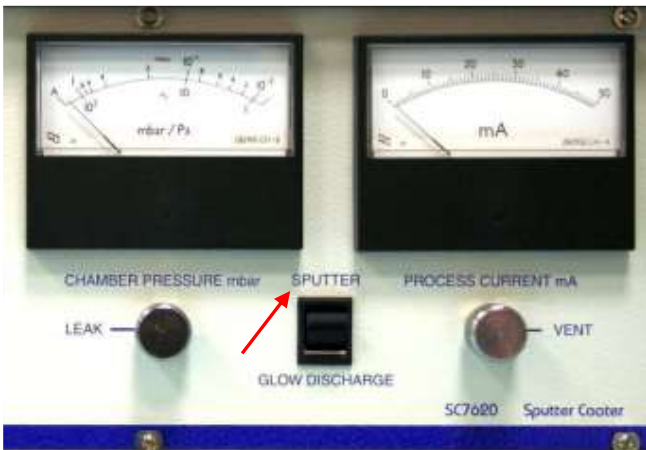 mbar / Pa
0 10 20 30 40 50
mA
CHAMBER PRESSURE mbar
SPUTTER
PROCESS CURRENT mA
LEAK
VENT
GLOW DISCHARGE
SC7620 Sputter Coater